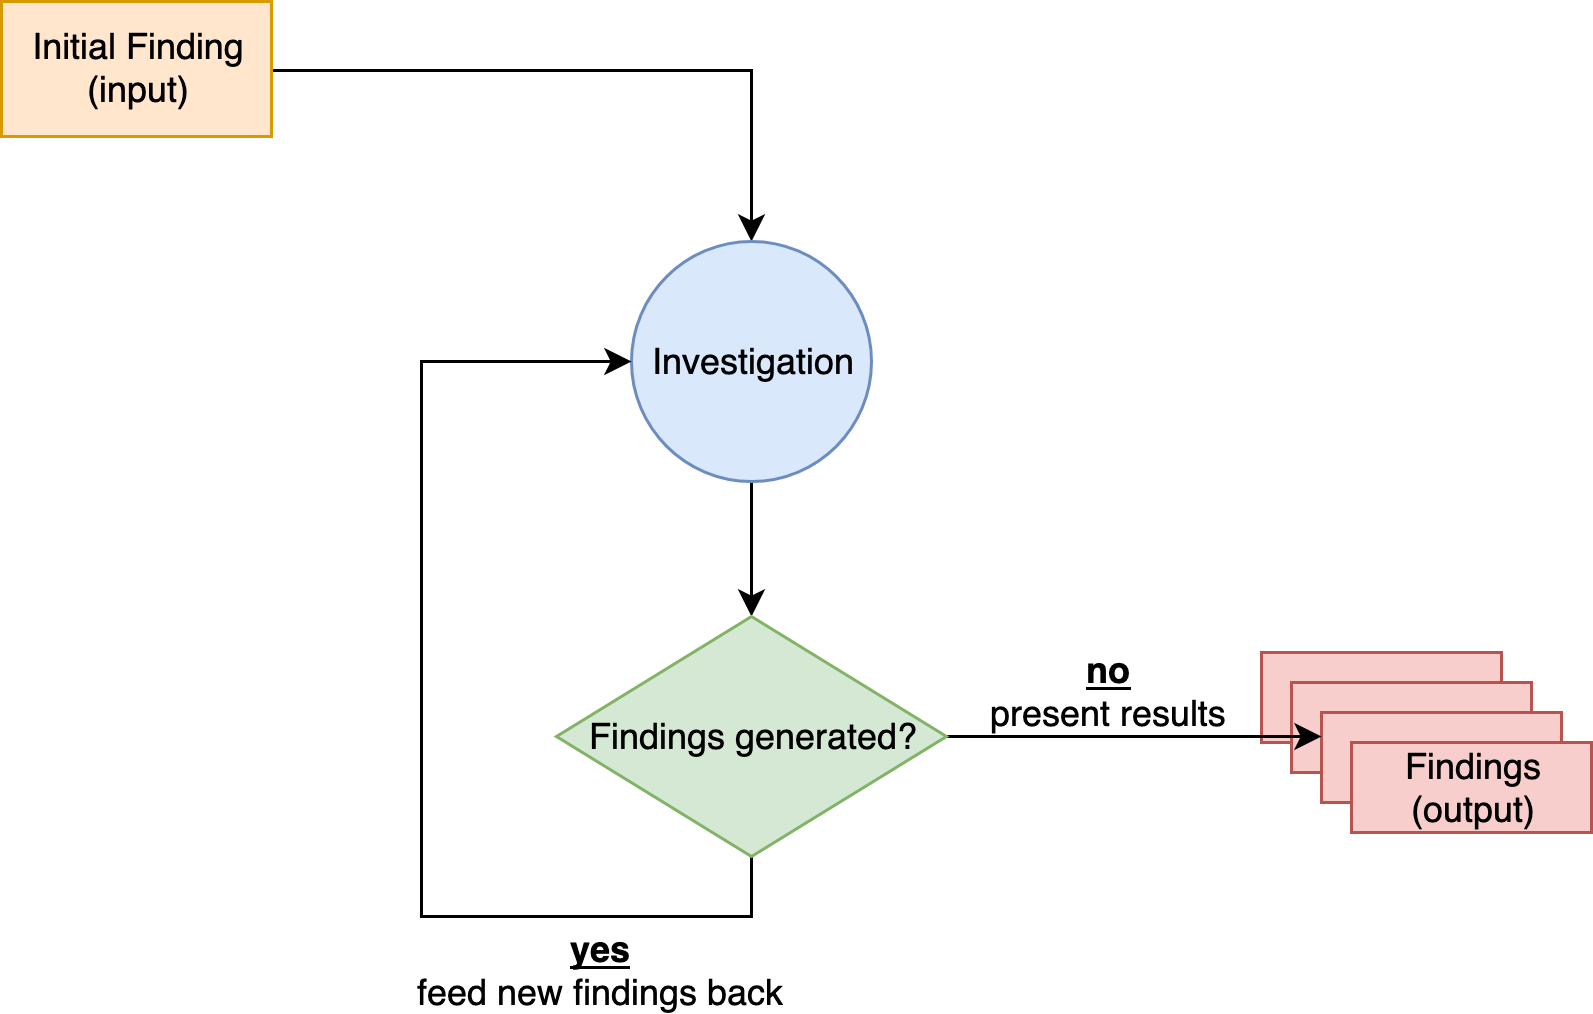 Initial Finding
(input)
Investigation
Findings generated?
no
present results
Findings
(output)
yes
feed new findings back